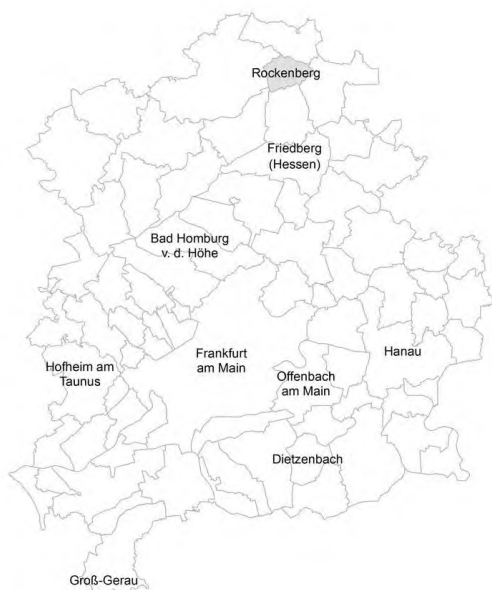 Rockenberg
Friedberg
(Hessen)
Bad Homburg
v. d. Höhe
Frankfurt
am Main
Hanau
Hofheim am
Taunus
Offenbach
am Main
Dietzenbach
Groß-Gerau